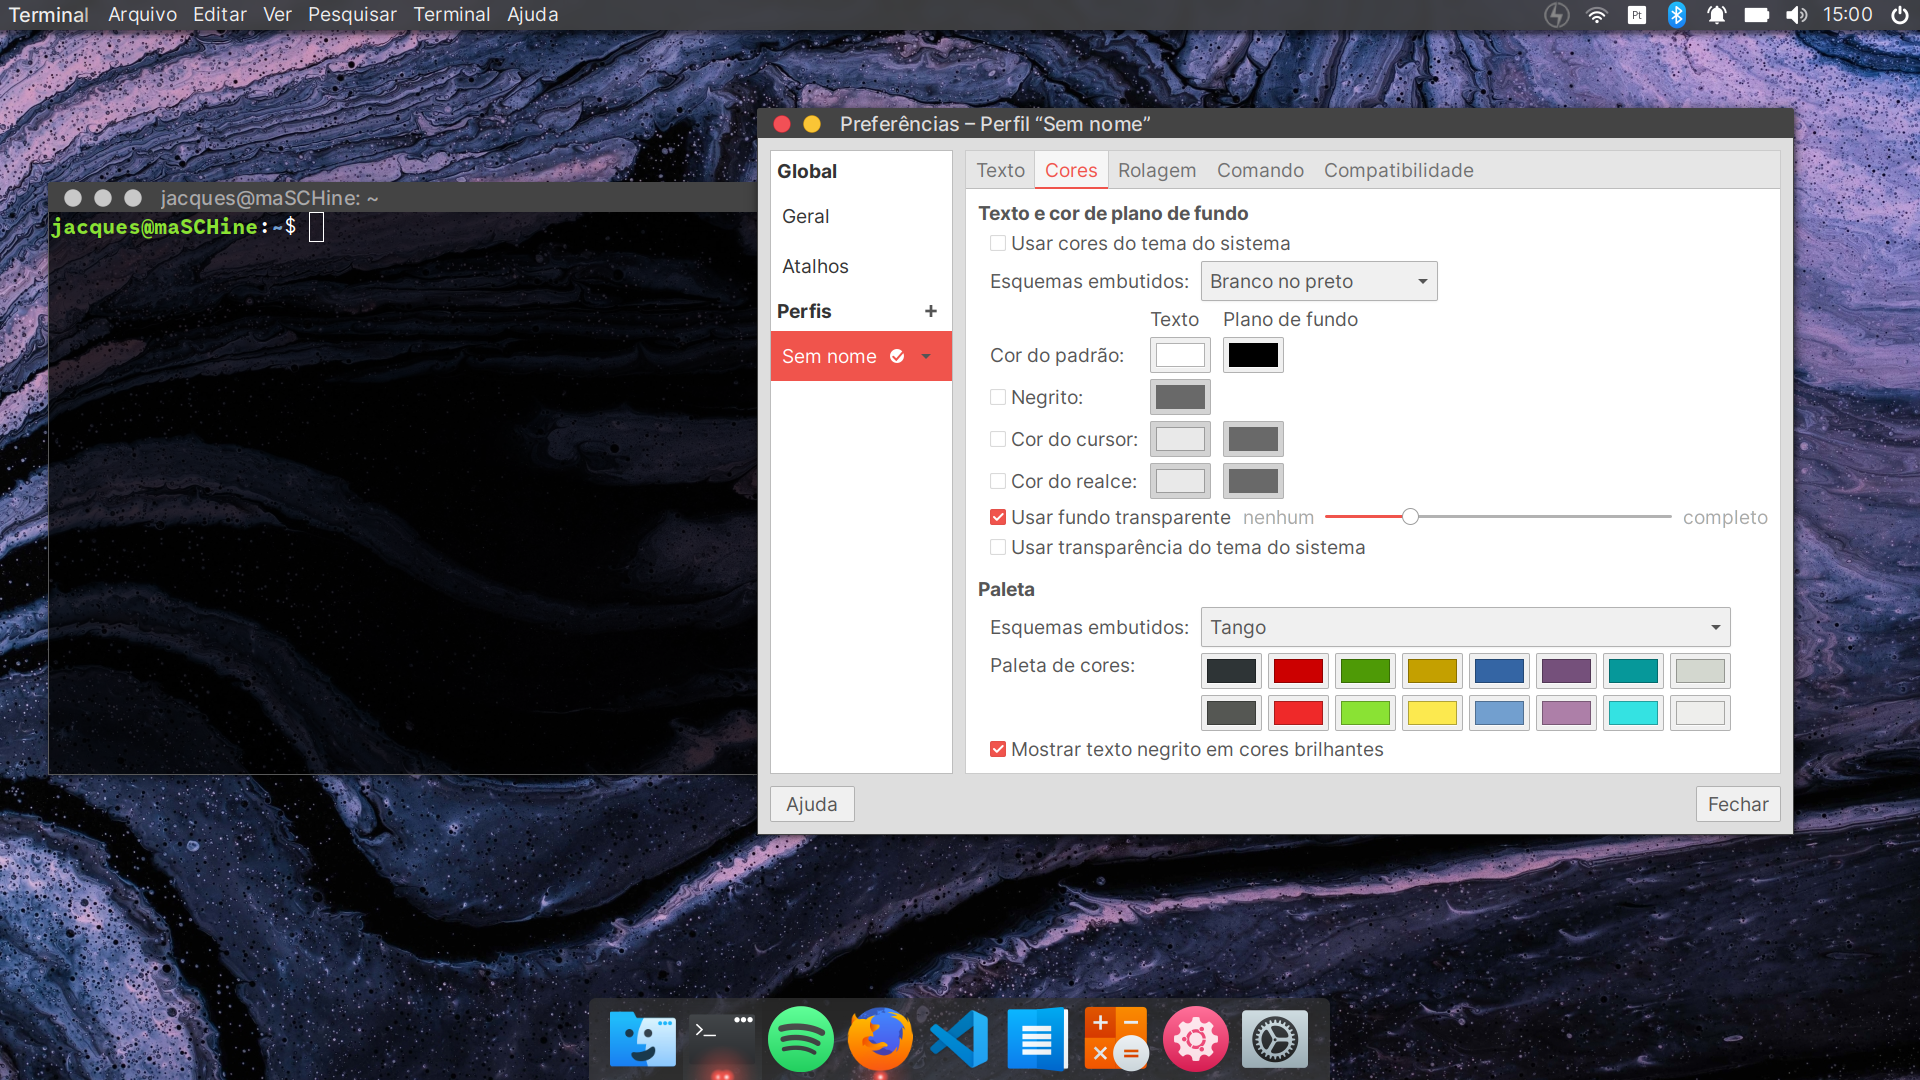 Terminal Arquivo Editar Ver Pesquisar Terminal Ajuda Pt 15:00
Preferências – Perfil “Sem nome”
jacques@maSCHine: ~
jacques@maSCHine:~$
Global
Geral
Atalhos
Perfis +
Sem nome
Texto Cores Rolagem Comando Compatibilidade
Texto e cor de plano de fundo
Usar cores do tema do sistema
Esquemas embutidos: Branco no preto
Texto Plano de fundo
Cor do padrão:
Negrito:
Cor do cursor:
Cor do realce:
Usar fundo transparente nenhum completo
Usar transparência do tema do sistema
Paleta
Esquemas embutidos: Tango
Paleta de cores:
Mostrar texto negrito em cores brilhantes
Ajuda Fechar